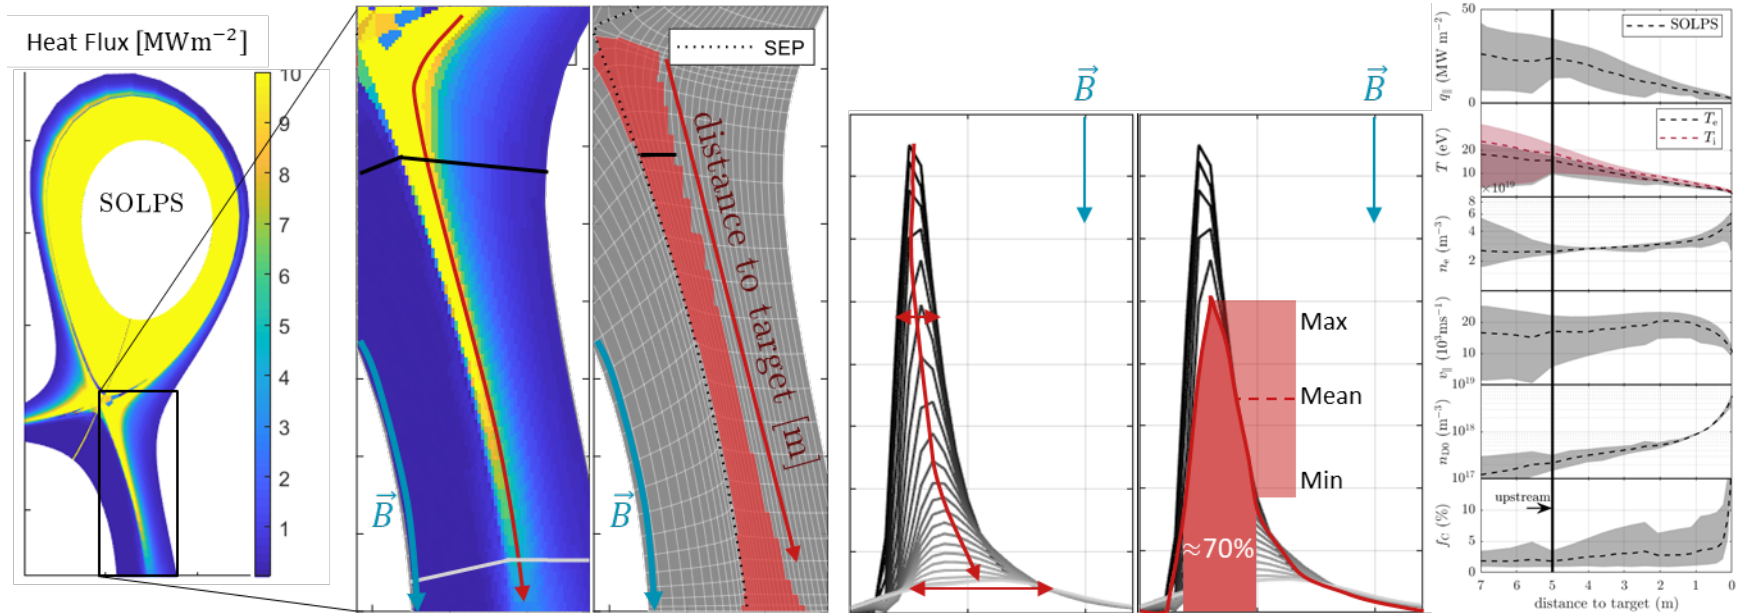 Heat Flux [MWm⁻²]
SOLPS
10
9
8
7
6
5
4
3
2
1
B⃗
SEP
distance to target [m]
B⃗
B⃗
B⃗
Max
Mean
Min
≈70%
SOLPS
50
0
q∥ (MW m⁻²)
Tₑ
Tᵢ
20
10
T (eV)
×10¹⁹
8
6
4
2
nₑ (m⁻³)
20
10
v∥ (10³ms⁻¹)
10¹⁹
10¹⁸
10¹⁷
n_D0 (m⁻³)
upstream
10
5
0
f_C (%)
7 6 5 4 3 2 1 0
distance to target (m)